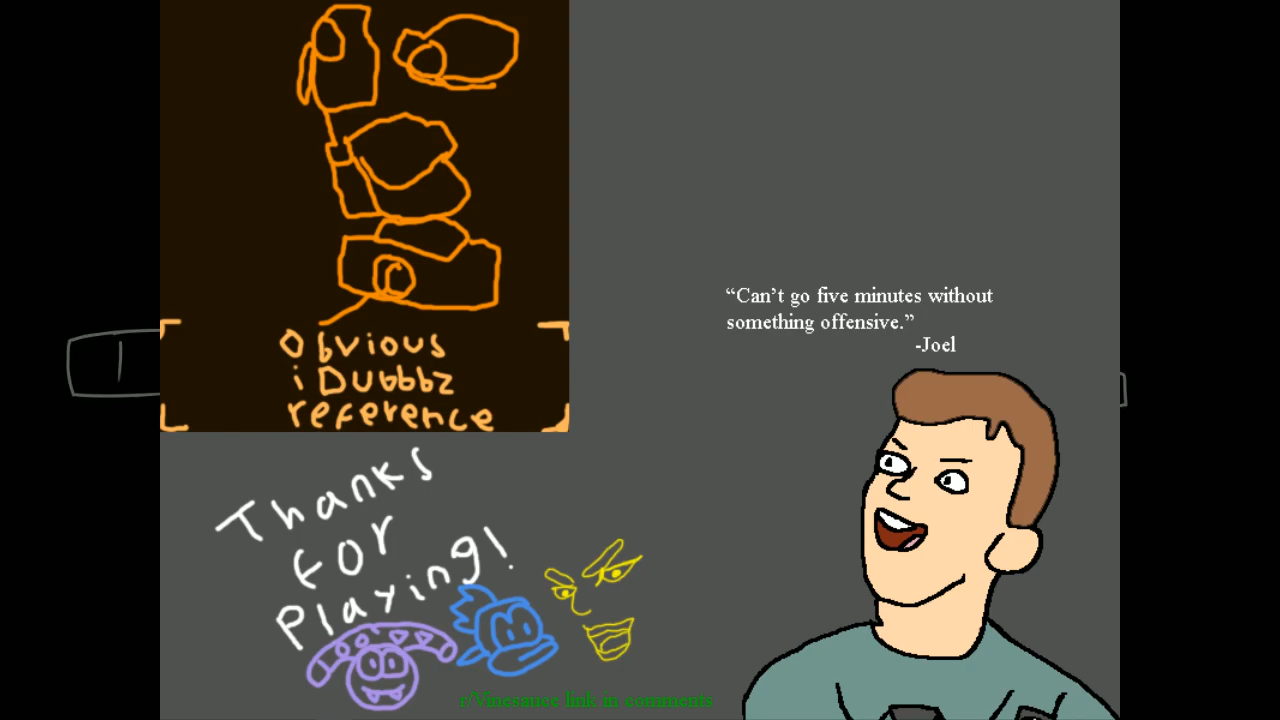 Obvious
iDubbbz
reference
“Can’t go five minutes without
something offensive.”
-Joel
Thanks
for
Playing!
r/Vinesauce link in comments